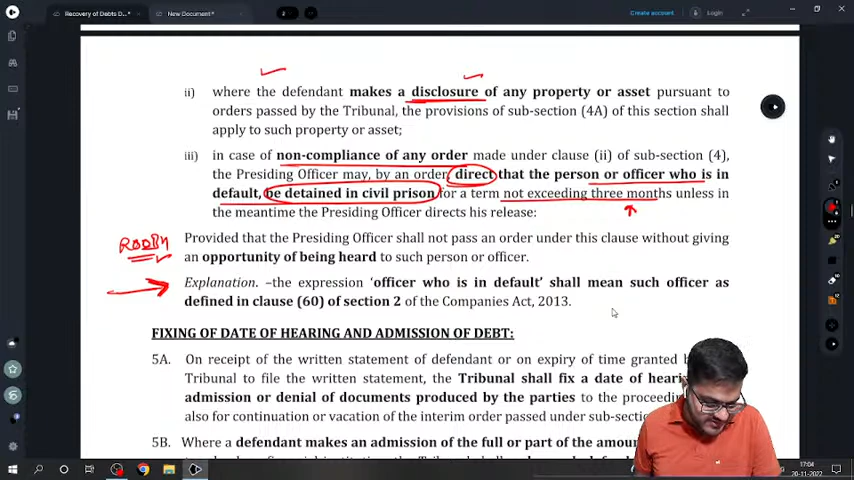 Recovery of Debts D...*
New Document*
2
Create account
Login
ii) where the defendant makes a disclosure of any property or asset pursuant to
orders passed by the Tribunal, the provisions of sub-section (4A) of this section shall
apply to such property or asset;
iii) in case of non-compliance of any order made under clause (ii) of sub-section (4),
the Presiding Officer may, by an order, direct that the person or officer who is in
default, be detained in civil prison for a term not exceeding three months unless in
the meantime the Presiding Officer directs his release:
Provided that the Presiding Officer shall not pass an order under this clause without giving
an opportunity of being heard to such person or officer.
Explanation. –the expression ‘officer who is in default’ shall mean such officer as
defined in clause (60) of section 2 of the Companies Act, 2013.
FIXING OF DATE OF HEARING AND ADMISSION OF DEBT:
5A. On receipt of the written statement of defendant or on expiry of time granted
Tribunal to file the written statement, the Tribunal shall fix a date of
admission or denial of documents produced by the parties to the
also for continuation or vacation of the interim order passed under
5B. Where a defendant makes an admission of the full or part of the
17:04
20-11-2022